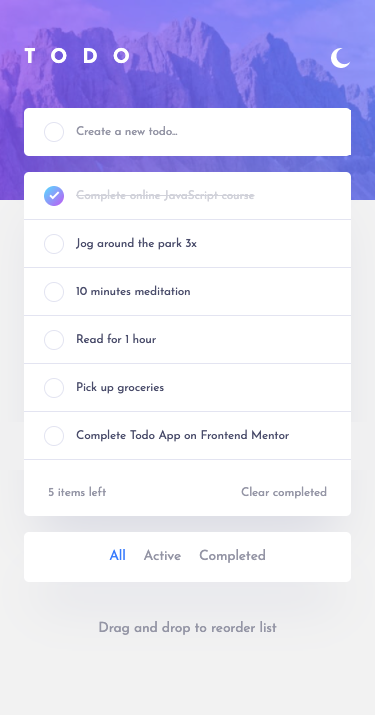 TODO
Create a new todo...
Complete online JavaScript course
Jog around the park 3x
10 minutes meditation
Read for 1 hour
Pick up groceries
Complete Todo App on Frontend Mentor
5 items left Clear completed
All Active Completed
Drag and drop to reorder list